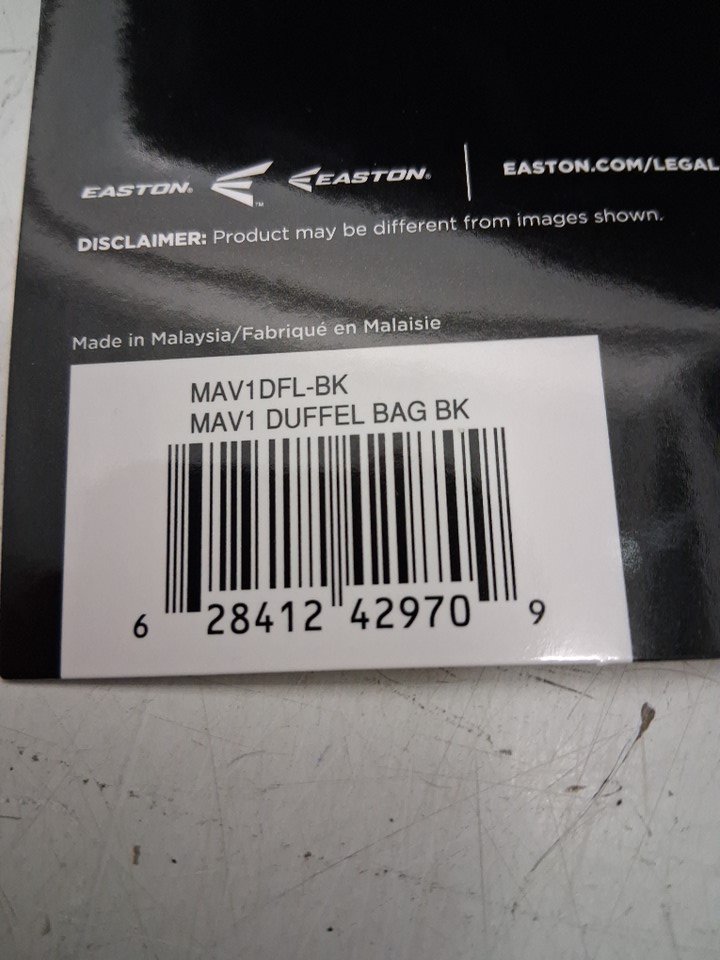 EASTON® ™ EASTON® | EASTON.COM/LEGAL
DISCLAIMER: Product may be different from images shown.
Made in Malaysia/Fabriqué en Malaisie
MAV1DFL-BK
MAV1 DUFFEL BAG BK
6 28412 42970 9